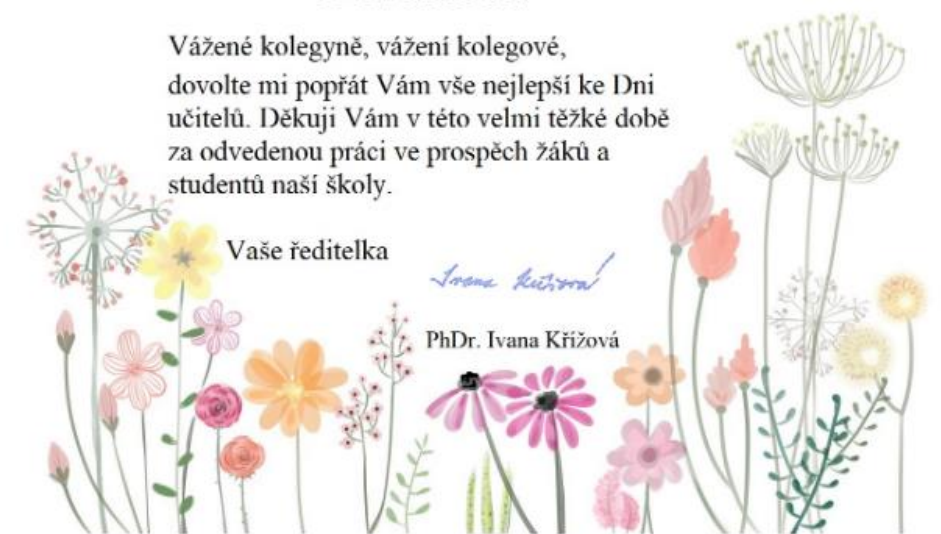 Vážené kolegyně, vážení kolegové,
dovolte mi popřát Vám vše nejlepší ke Dni
učitelů. Děkuji Vám v této velmi těžké době
za odvedenou práci ve prospěch žáků a
studentů naší školy.
Vaše ředitelka
Ivana Křížová
PhDr. Ivana Křížová